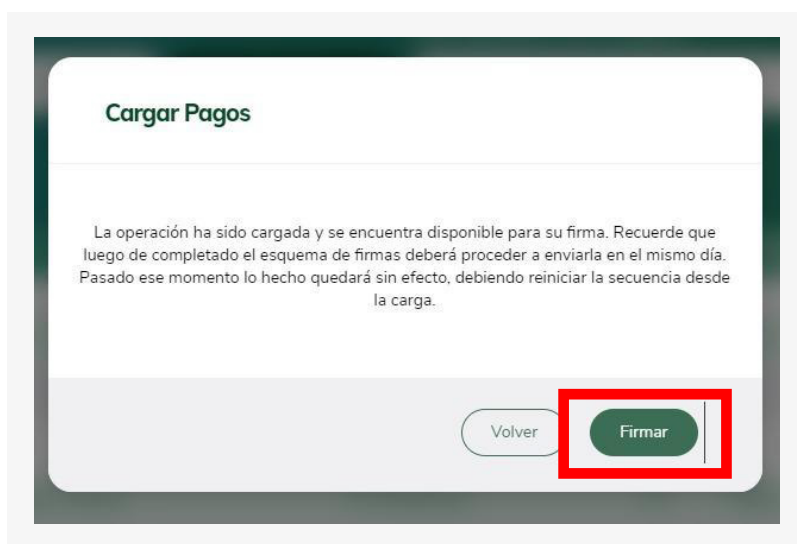 Cargar Pagos
La operación ha sido cargada y se encuentra disponible para su firma. Recuerde que
luego de completado el esquema de firmas deberá proceder a enviarla en el mismo día.
Pasado ese momento lo hecho quedará sin efecto, debiendo reiniciar la secuencia desde
la carga.
Volver
Firmar